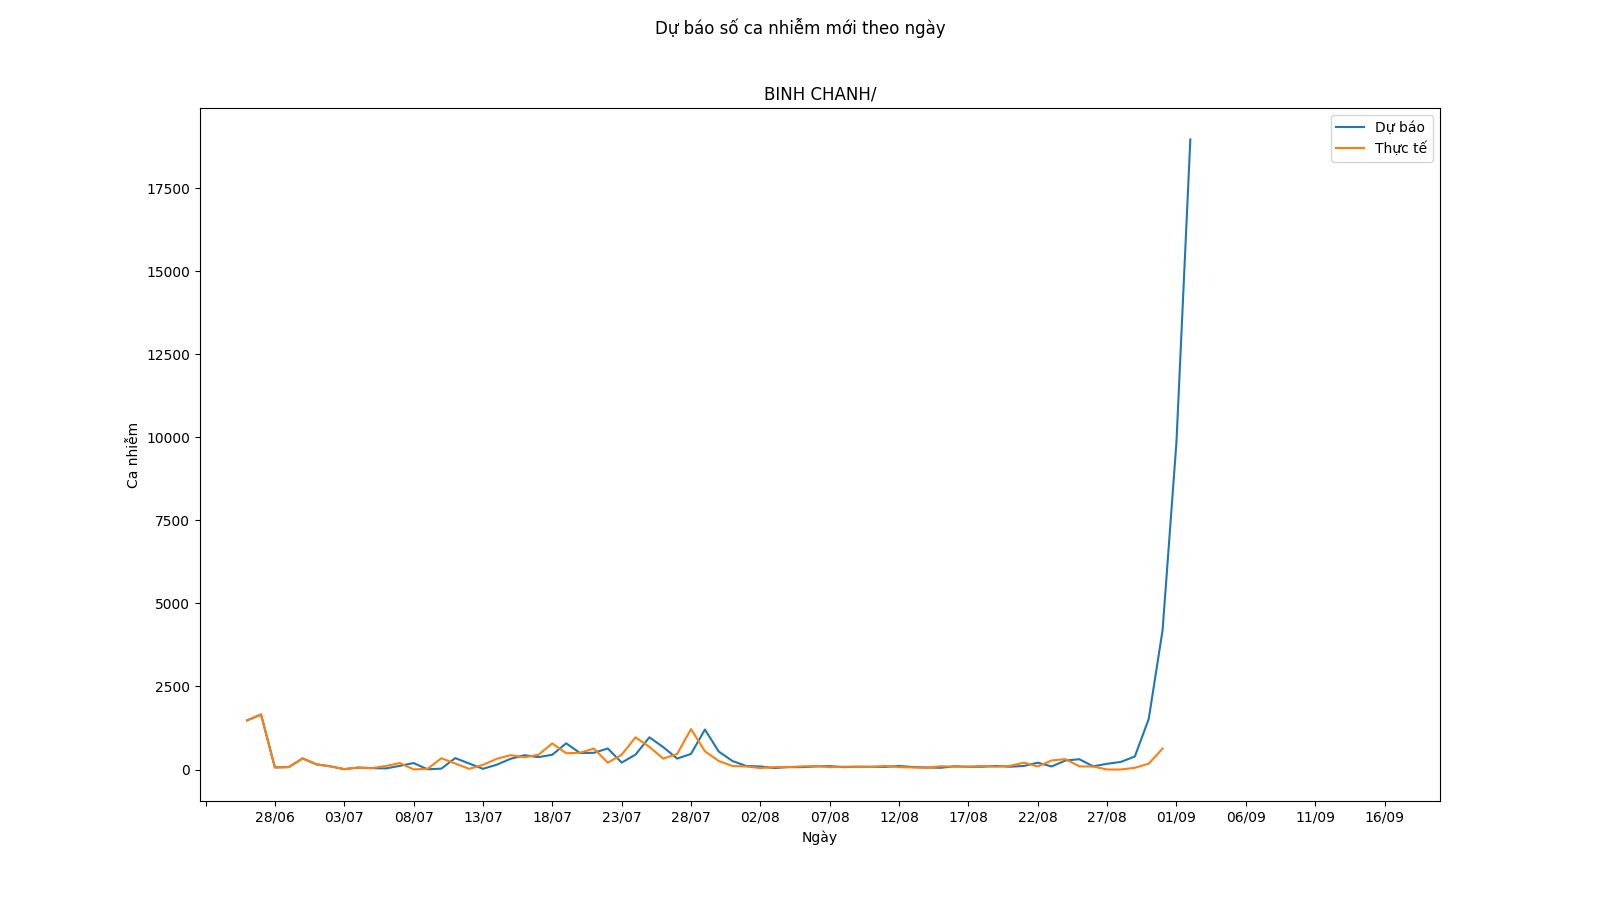 Dự báo số ca nhiễm mới theo ngày
BINH CHANH/
Dự báo
Thực tế
17500
15000
12500
10000
7500
5000
2500
0
Ca nhiễm
28/06 03/07 08/07 13/07 18/07 23/07 28/07 02/08 07/08 12/08 17/08 22/08 27/08 01/09 06/09 11/09 16/09
Ngày